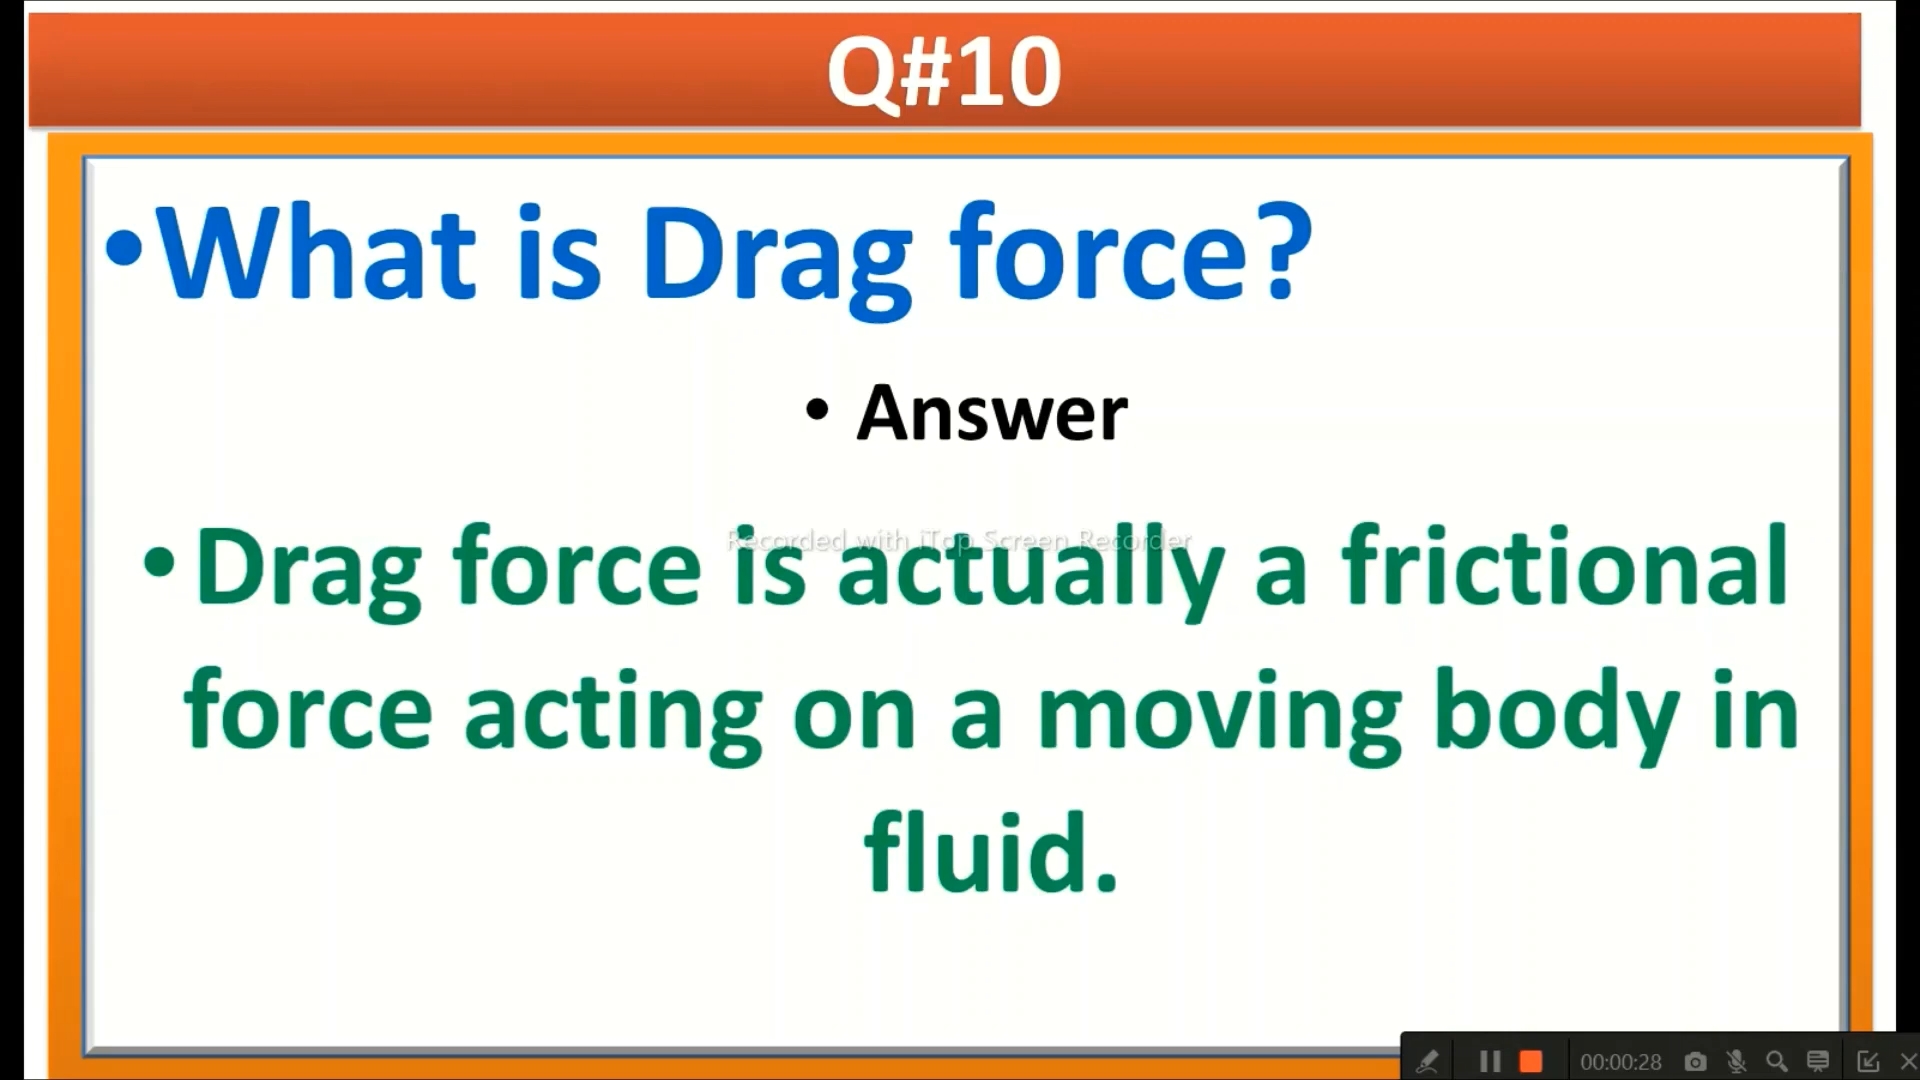 Q#10
•What is Drag force?
• Answer
Recorded with iTop Screen Recorder
•Drag force is actually a frictional
force acting on a moving body in
fluid.
00:00:28